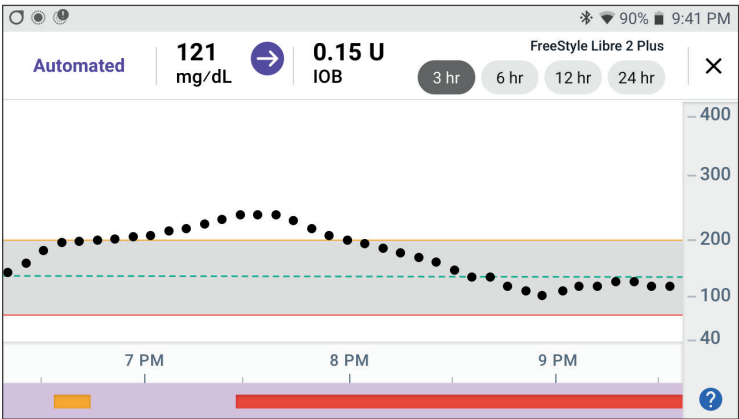 90% 9:41 PM
Automated
121
mg/dL
0.15 U
IOB
FreeStyle Libre 2 Plus
3 hr 6 hr 12 hr 24 hr
400
300
200
100
40
7 PM 8 PM 9 PM
?